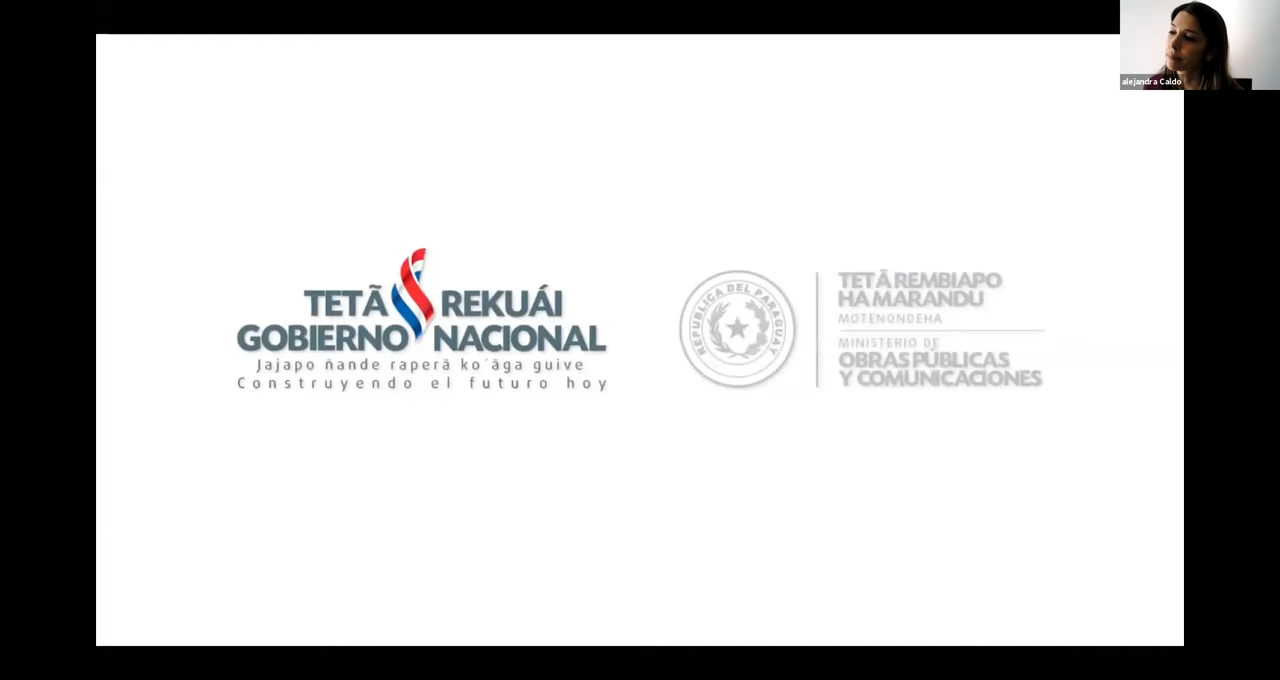 alejandra Caldo
TETÃ REKUÁI
GOBIERNO NACIONAL
Jajapo ñande raperã ko´ãga guive
Construyendo el futuro hoy
REPUBLICA DEL PARAGUAY
TETÃ REMBIAPO
HA MARANDU
MOTENONDEHA
MINISTERIO DE
OBRAS PÚBLICAS
Y COMUNICACIONES